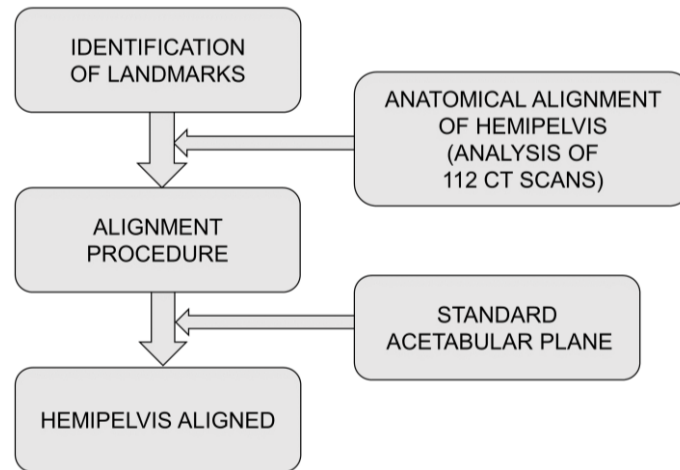 IDENTIFICATION
OF LANDMARKS
ANATOMICAL ALIGNMENT
OF HEMIPELVIS
(ANALYSIS OF
112 CT SCANS)
ALIGNMENT
PROCEDURE
STANDARD
ACETABULAR PLANE
HEMIPELVIS ALIGNED